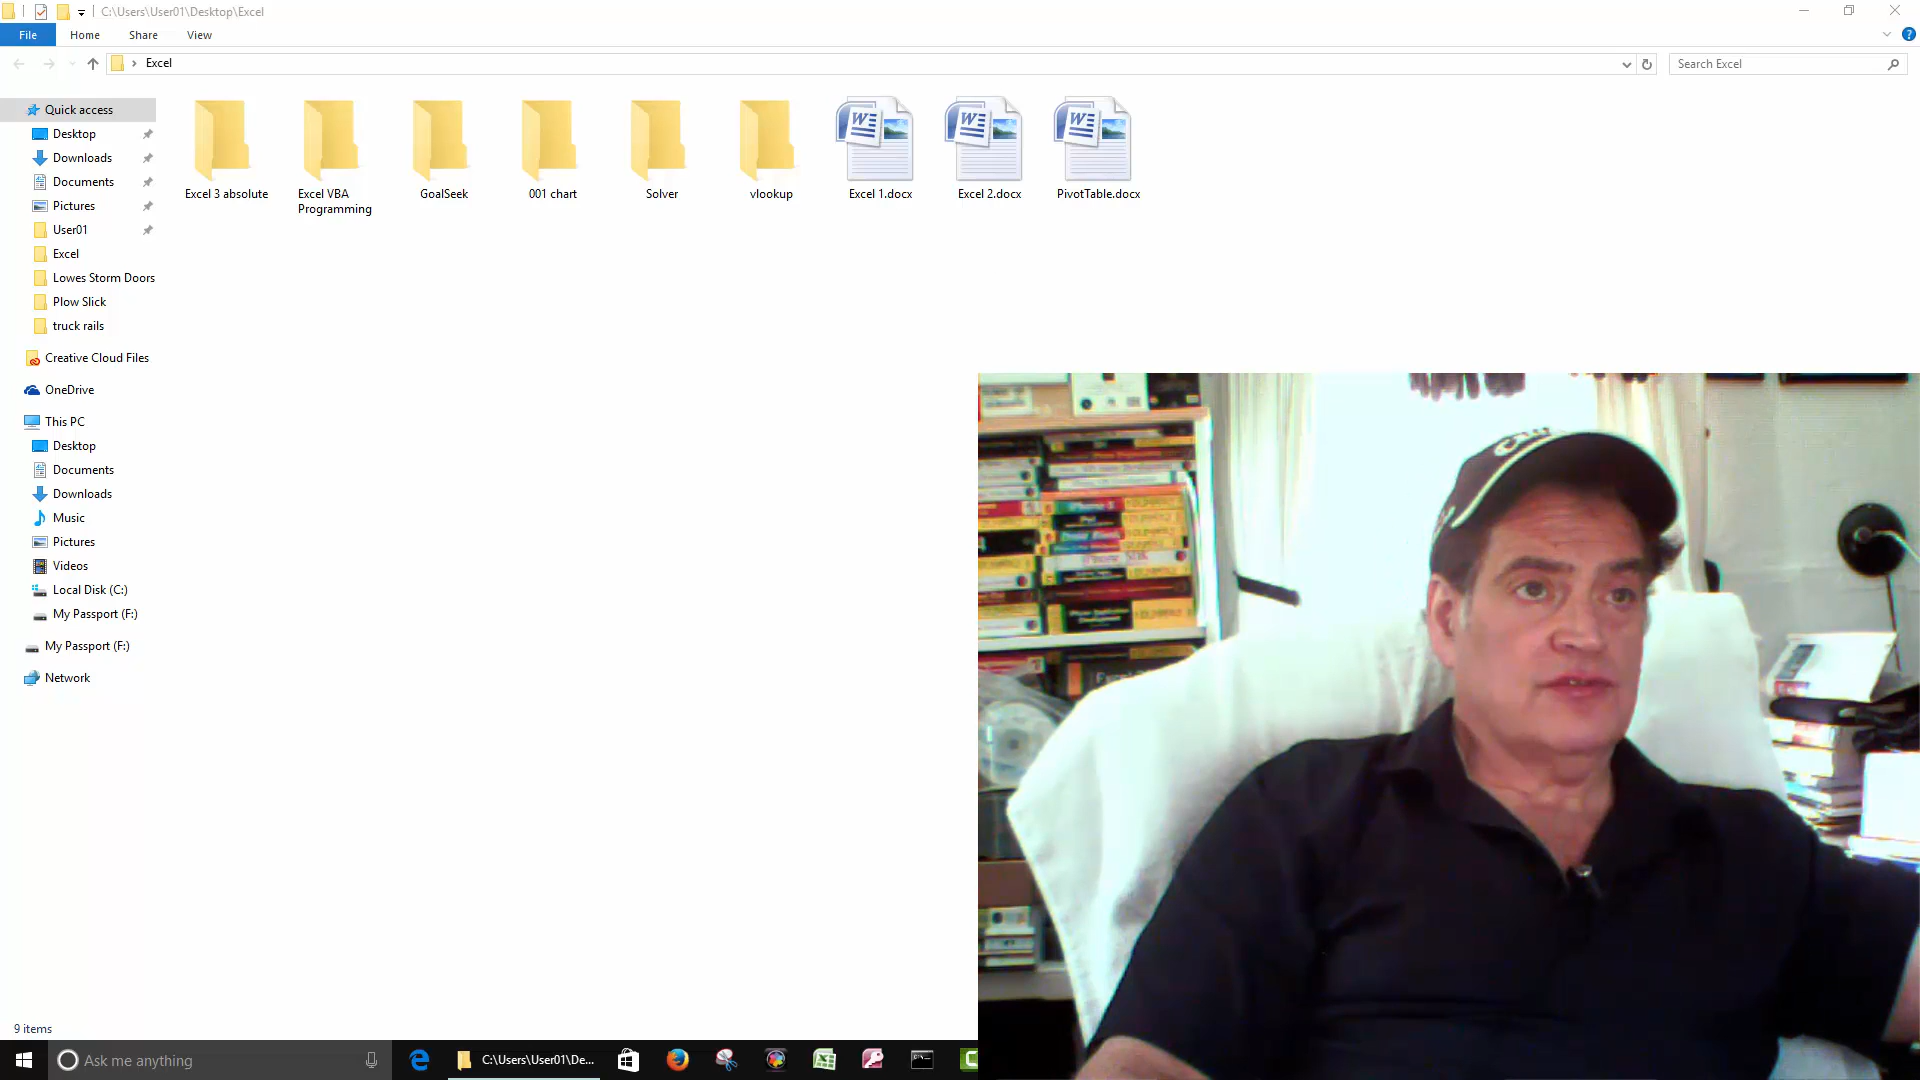 C:\Users\User01\Desktop\Excel
File Home Share View
Excel
Search Excel
Quick access
Desktop
Downloads
Documents
Pictures
User01
Excel
Lowes Storm Doors
Plow Slick
truck rails
Creative Cloud Files
OneDrive
This PC
Desktop
Documents
Downloads
Music
Pictures
Videos
Local Disk (C:)
My Passport (F:)
My Passport (F:)
Network
Excel 3 absolute
Excel VBA
Programming
GoalSeek
001 chart
Solver
vlookup
Excel 1.docx
Excel 2.docx
PivotTable.docx
9 items
Ask me anything
C:\Users\User01\De...